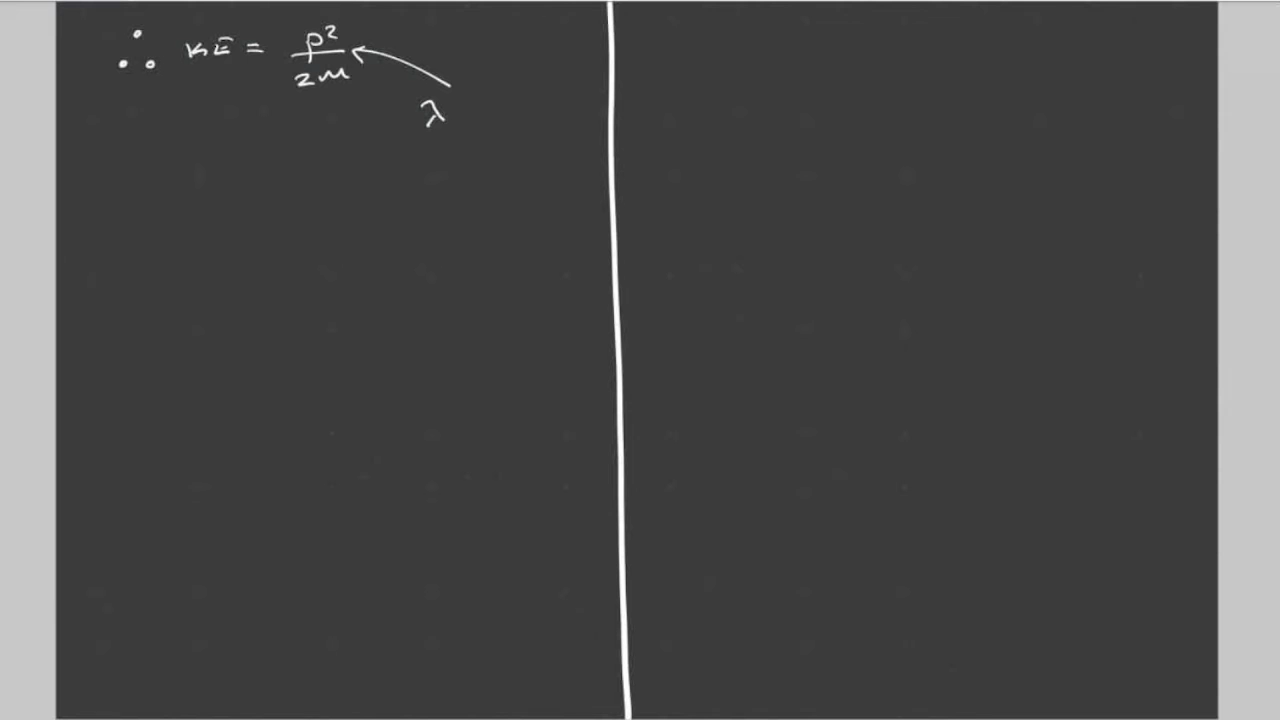 ∴ KE = p²/2m
λ